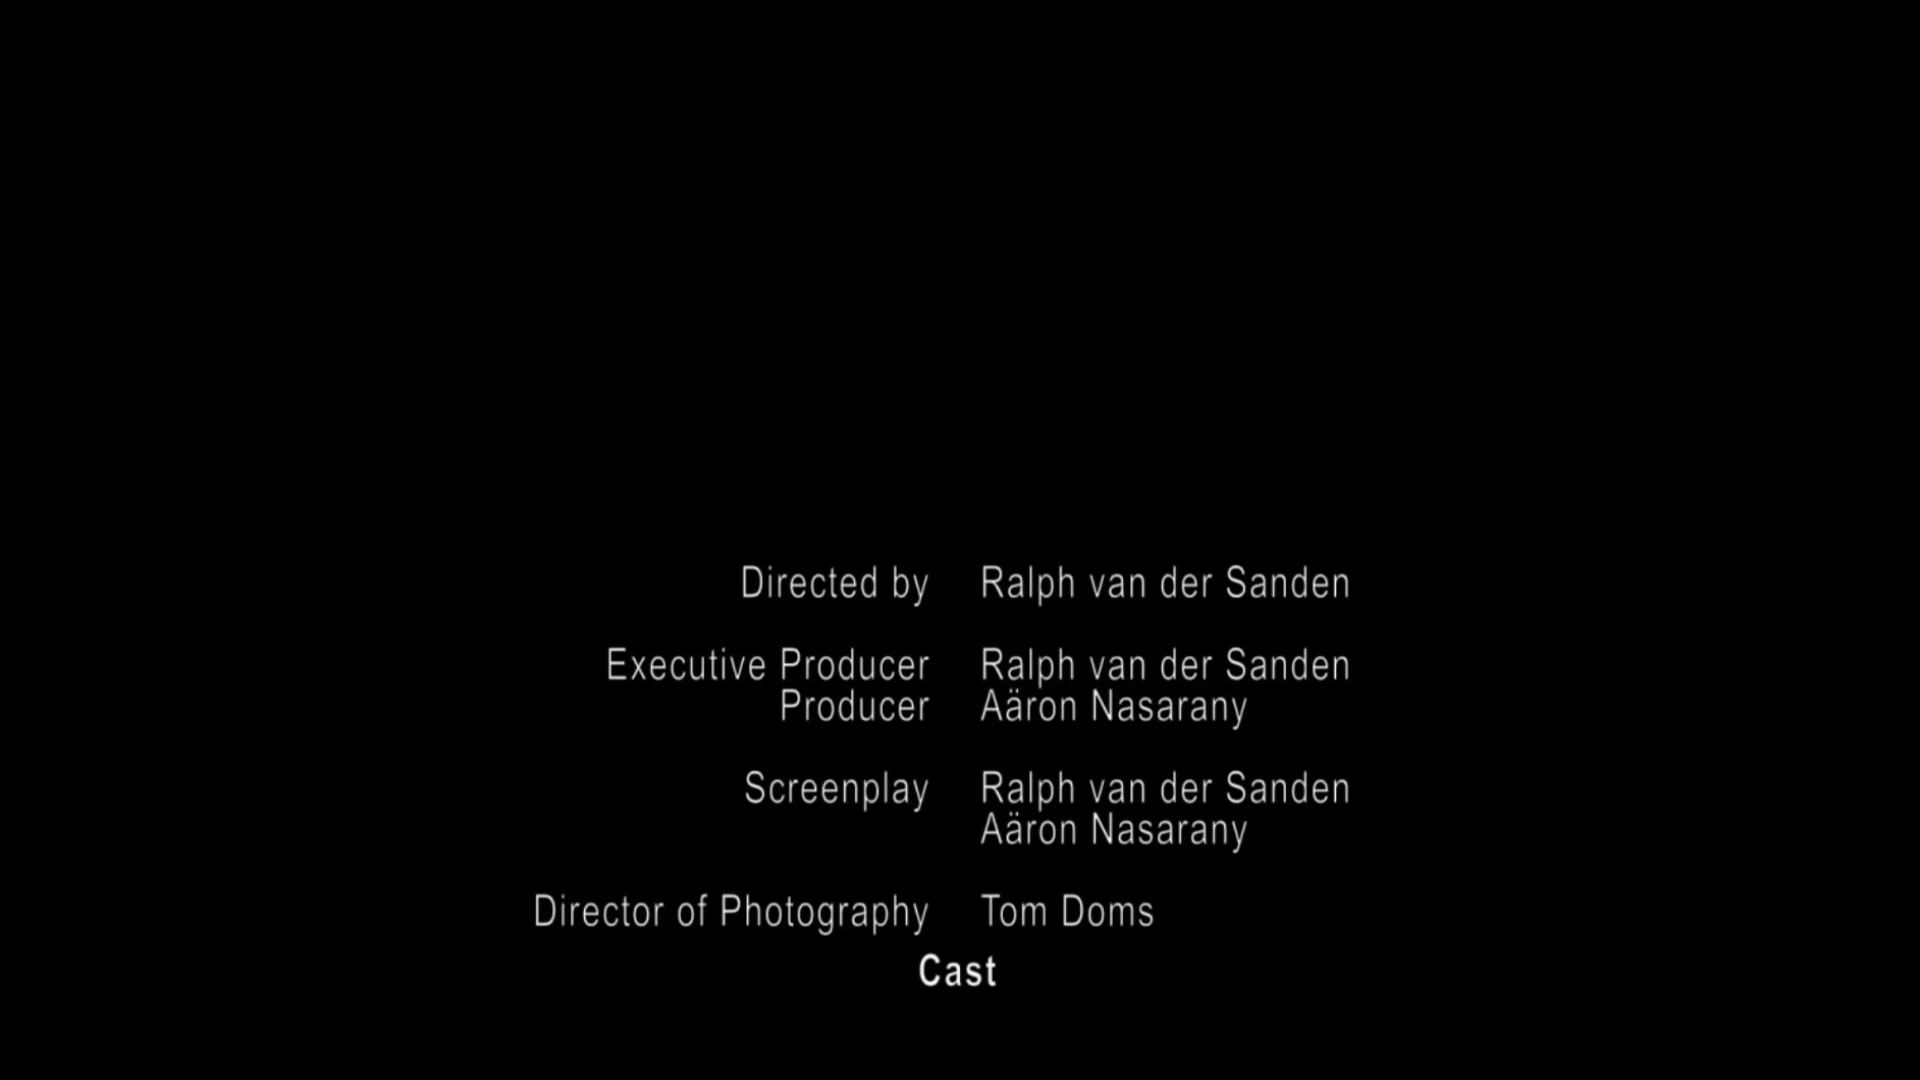 Directed by Ralph van der Sanden
Executive Producer Ralph van der Sanden
Producer Aäron Nasarany
Screenplay Ralph van der Sanden
Aäron Nasarany
Director of Photography Tom Doms
Cast